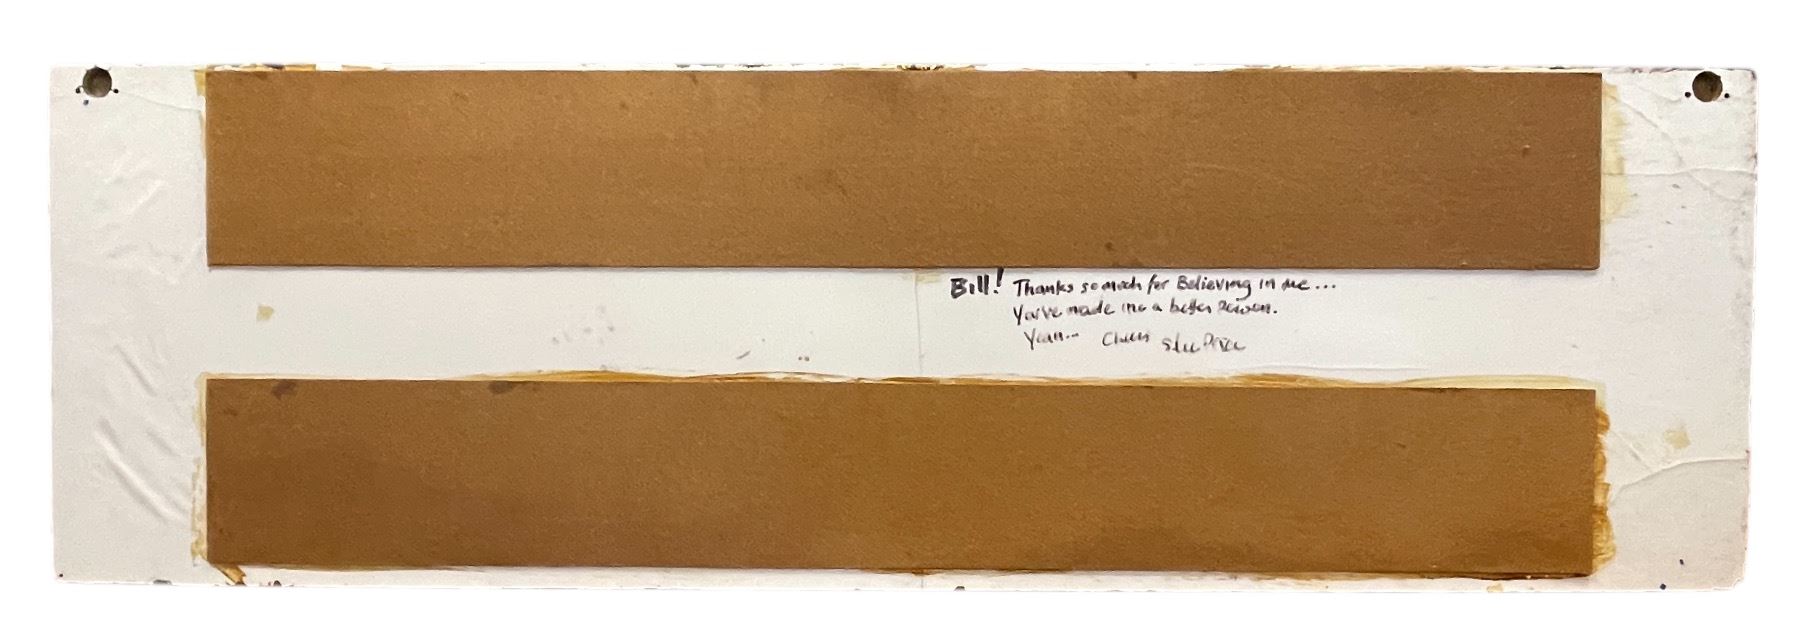 Bill! Thanks so much for Believing in me...
You've made me a better Person.
Yeah... Cheers